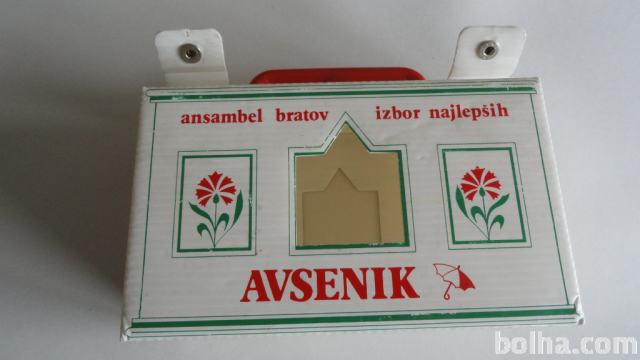 ansambel bratov izbor najlepših
AVSENIK
bolha.com